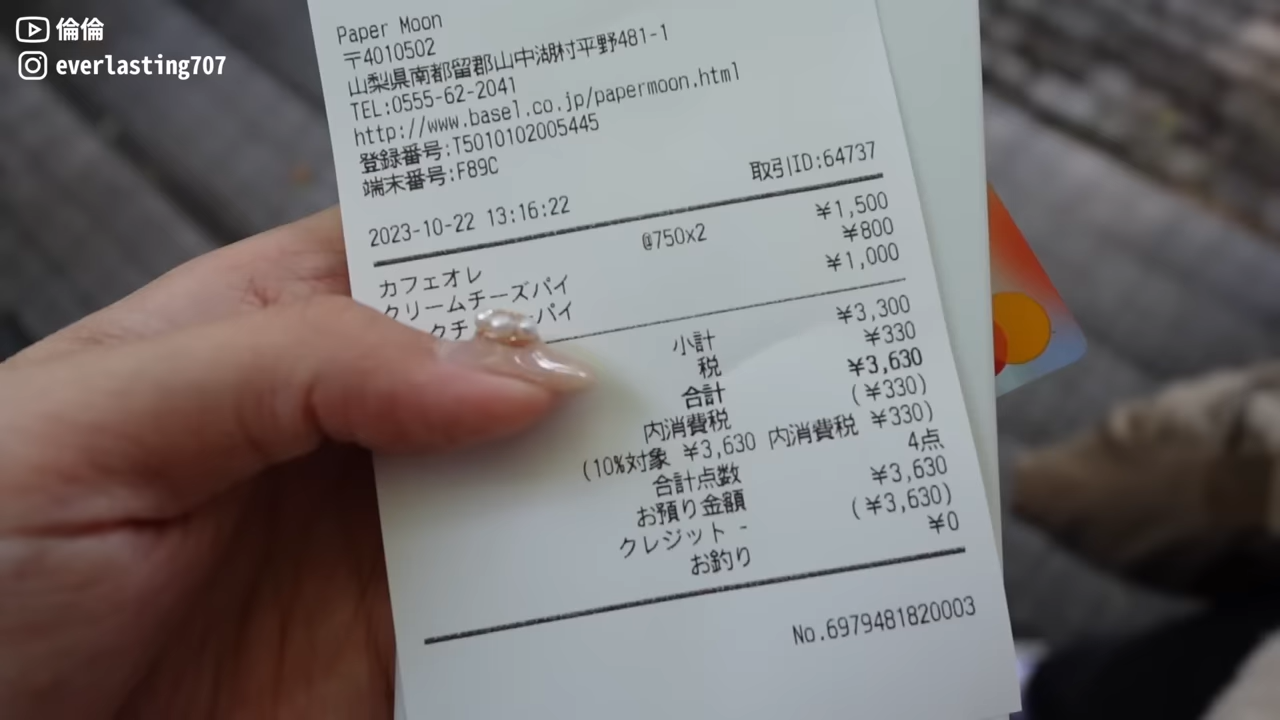 倫倫
everlasting707
Paper Moon
〒4010502
山梨県南都留郡山中湖村平野481-1
TEL:0555-62-2041
http://www.basel.co.jp/papermoon.html
登録番号:T5010102005445
端末番号:F89C
取引ID:64737
2023-10-22 13:16:22
カフェオレ @750x2 ¥1,500
クリームチーズパイ ¥800
クチ ーパイ ¥1,000
小計 ¥3,300
税 ¥330
合計 ¥3,630
内消費税 (¥330)
(10%対象 ¥3,630 内消費税 ¥330)
合計点数 4点
お預り金額 ¥3,630
クレジット - (¥3,630)
お釣り ¥0
No.6979481820003